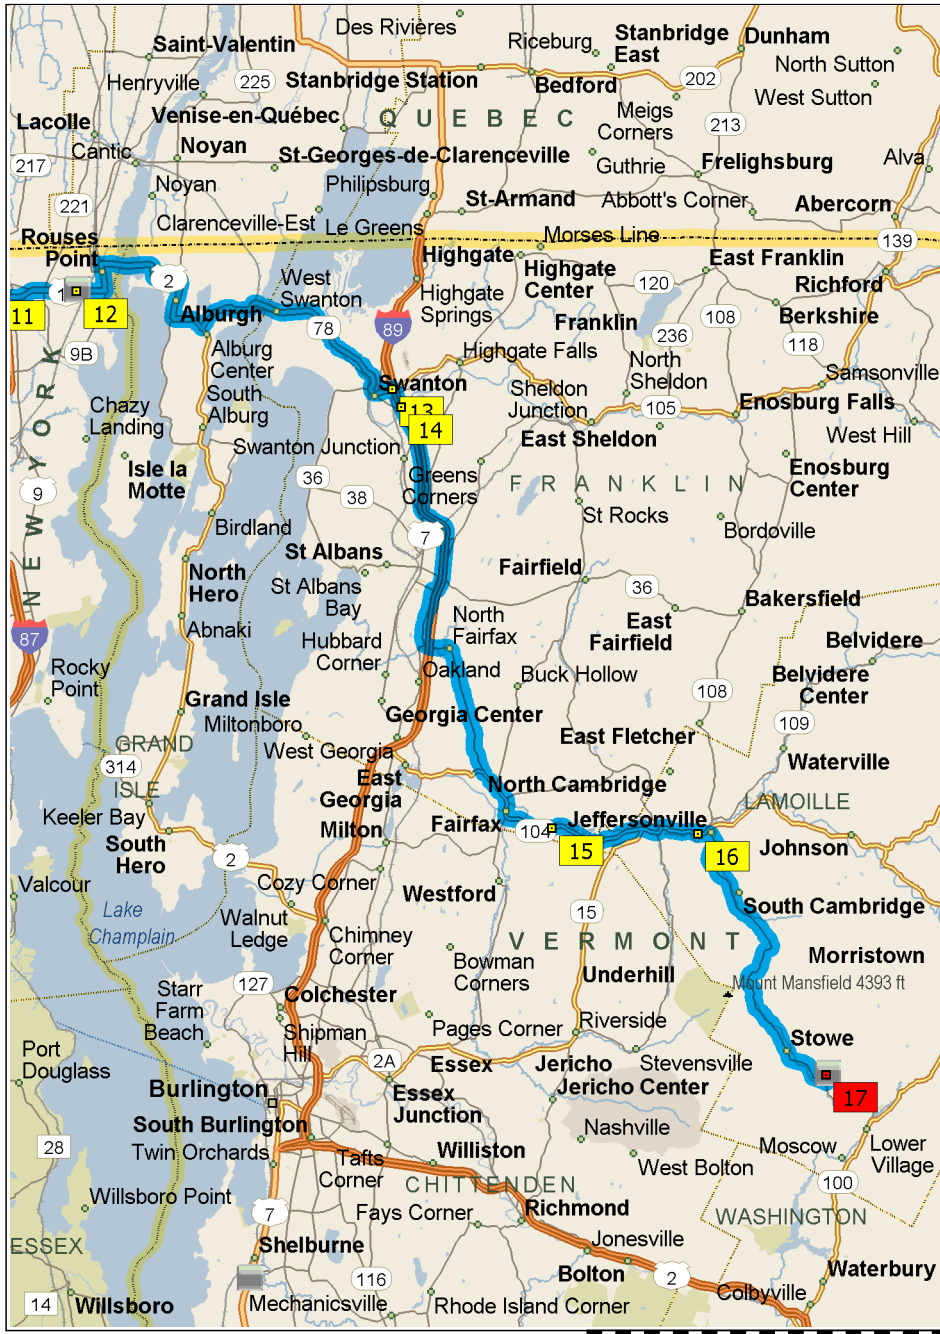 Des Rivières
Riceburg
Stanbridge
East
Dunham
Saint-Valentin
North Sutton
Henryville
225
Stanbridge Station
Bedford
202
West Sutton
Venise-en-Québec
QUEBEC
Meigs
Corners
213
Lacolle
Noyan
Cantic
St-Georges-de-Clarenceville
Guthrie
Frelighsburg
Alva
217
Noyan
Philipsburg
St-Armand
Abbott's Corner
Abercorn
221
Clarenceville-Est
Le Greens
Rouses
Point
Morses Line
139
Highgate
Highgate
Center
East Franklin
2
West
Swanton
120
Richford
11
12
Alburgh
Highgate
Springs
Franklin
108
Berkshire
78
89
236
118
9B
Alburg
Center
Highgate Falls
North
Sheldon
Samsonville
Swanton
South
Alburg
Sheldon
Junction
105
Enosburg Falls
Chazy
Landing
13
14
East Sheldon
West Hill
Swanton Junction
Isle la
Motte
36
Greens
Corners
Enosburg
Center
9
38
FRANKLIN
St Rocks
Bordoville
NEW YORK
Birdland
7
St Albans
North
Hero
St Albans
Bay
Fairfield
36
Bakersfield
87
Abnaki
Hubbard
Corner
North
Fairfax
East
Fairfield
Belvidere
Rocky
Point
Oakland
Buck Hollow
Belvidere
Center
Grand Isle
108
Miltonboro
Georgia Center
109
GRAND
ISLE
West Georgia
East Fletcher
Waterville
314
East
Georgia
North Cambridge
LAMOILLE
Keeler Bay
Milton
Fairfax
104
Jeffersonville
South
Hero
2
15
16
Johnson
Valcour
Cozy Corner
Westford
South Cambridge
Lake
Champlain
Walnut
Ledge
15
Chimney
Corner
VERMONT
Morristown
Bowman
Corners
Underhill
Mount Mansfield 4393 ft
Starr
Farm
Beach
127
Colchester
Shipman
Hill
Pages Corner
Riverside
Stowe
Port
Douglass
2A
Essex
Jericho
Stevensville
Burlington
Essex
Junction
Jericho Center
17
South Burlington
Nashville
28
Twin Orchards
Williston
Moscow
Lower
Village
Tafts
Corner
West Bolton
CHITTENDEN
100
Willsboro Point
7
Fays Corner
Richmond
WASHINGTON
ESSEX
Shelburne
Jonesville
116
Bolton
2
Waterbury
14
Willsboro
Mechanicsville
Rhode Island Corner
Colbyville